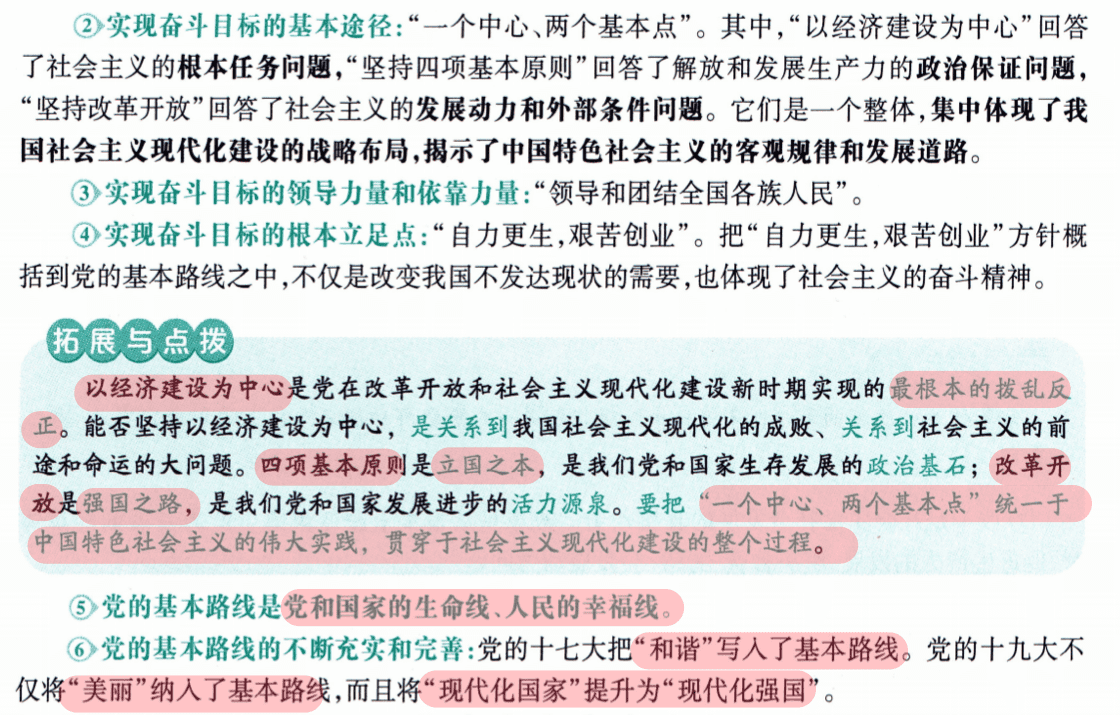 ②实现奋斗目标的基本途径:“一个中心、两个基本点”。其中,“以经济建设为中心”回答
了社会主义的根本任务问题,“坚持四项基本原则”回答了解放和发展生产力的政治保证问题,
“坚持改革开放”回答了社会主义的发展动力和外部条件问题。它们是一个整体,集中体现了我
国社会主义现代化建设的战略布局,揭示了中国特色社会主义的客观规律和发展道路。
③实现奋斗目标的领导力量和依靠力量:“领导和团结全国各族人民”。
④实现奋斗目标的根本立足点:“自力更生,艰苦创业”。把“自力更生,艰苦创业”方针概
括到党的基本路线之中,不仅是改变我国不发达现状的需要,也体现了社会主义的奋斗精神。
拓展与点拨
以经济建设为中心是党在改革开放和社会主义现代化建设新时期实现的最根本的拨乱反
正。能否坚持以经济建设为中心，是关系到我国社会主义现代化的成败、关系到社会主义的前
途和命运的大问题。四项基本原则是立国之本，是我们党和国家生存发展的政治基石；改革开
放是强国之路，是我们党和国家发展进步的活力源泉。要把“一个中心、两个基本点”统一于
中国特色社会主义的伟大实践，贯穿于社会主义现代化建设的整个过程。
⑤党的基本路线是党和国家的生命线、人民的幸福线。
⑥党的基本路线的不断充实和完善:党的十七大把“和谐”写入了基本路线。党的十九大不
仅将“美丽”纳入了基本路线,而且将“现代化国家”提升为“现代化强国”。